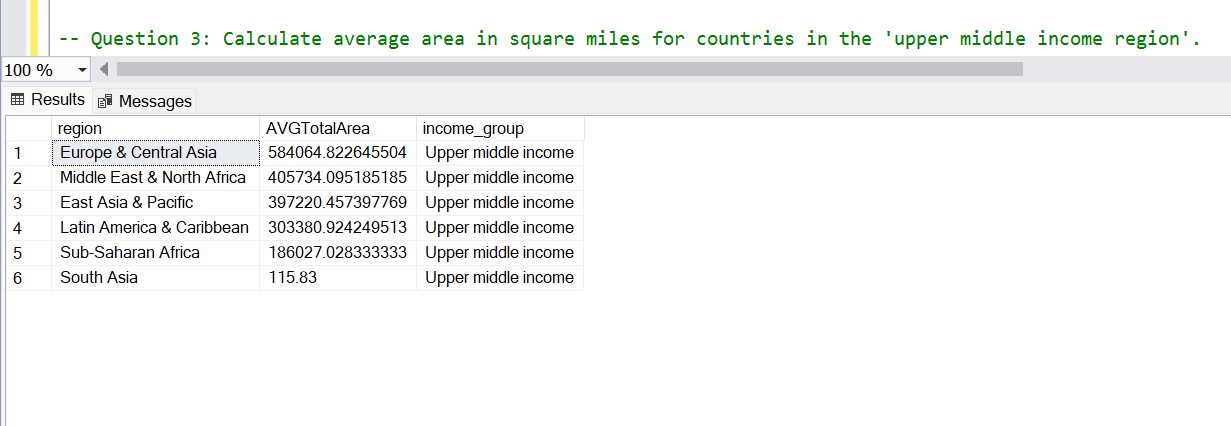 -- Question 3: Calculate average area in square miles for countries in the 'upper middle income region'.
100 %
Results Messages
region AVGTotalArea income_group
1 Europe & Central Asia 584064.822645504 Upper middle income
2 Middle East & North Africa 405734.095185185 Upper middle income
3 East Asia & Pacific 397220.457397769 Upper middle income
4 Latin America & Caribbean 303380.924249513 Upper middle income
5 Sub-Saharan Africa 186027.028333333 Upper middle income
6 South Asia 115.83 Upper middle income